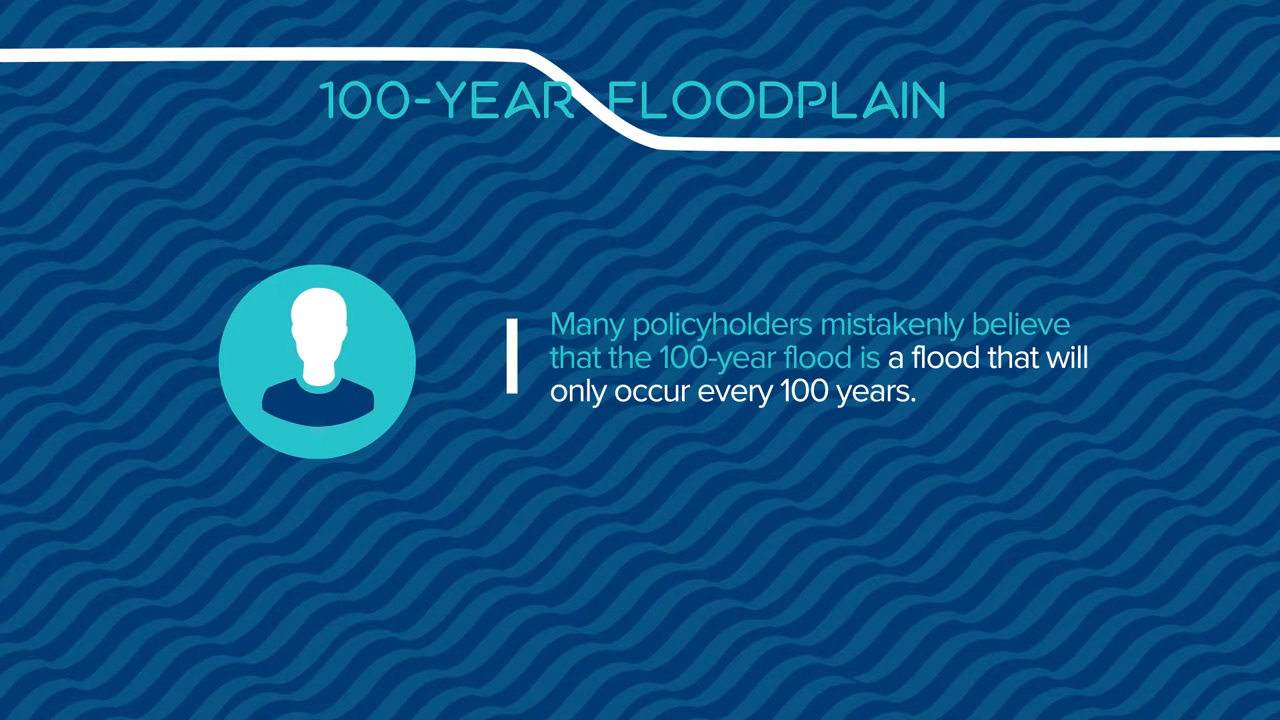 100-YEAR FLOODPLAIN
Many policyholders mistakenly believe
that the 100-year flood is a flood that will
only occur every 100 years.